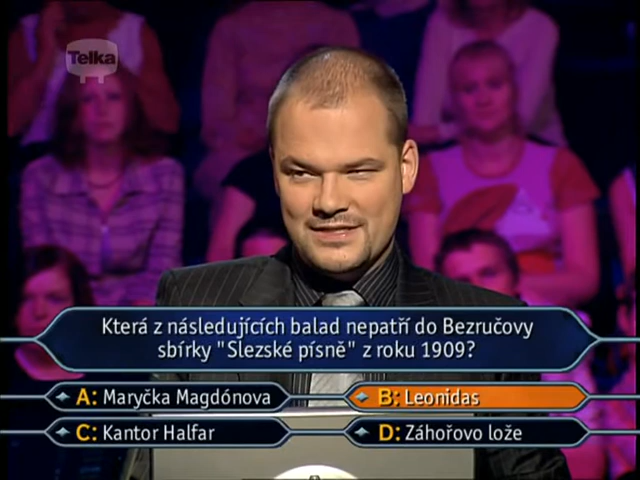 Telka
Která z následujících balad nepatří do Bezručovy
sbírky "Slezské písně" z roku 1909?
A: Maryčka Magdónova
B: Leonidas
C: Kantor Halfar
D: Záhořovo lože